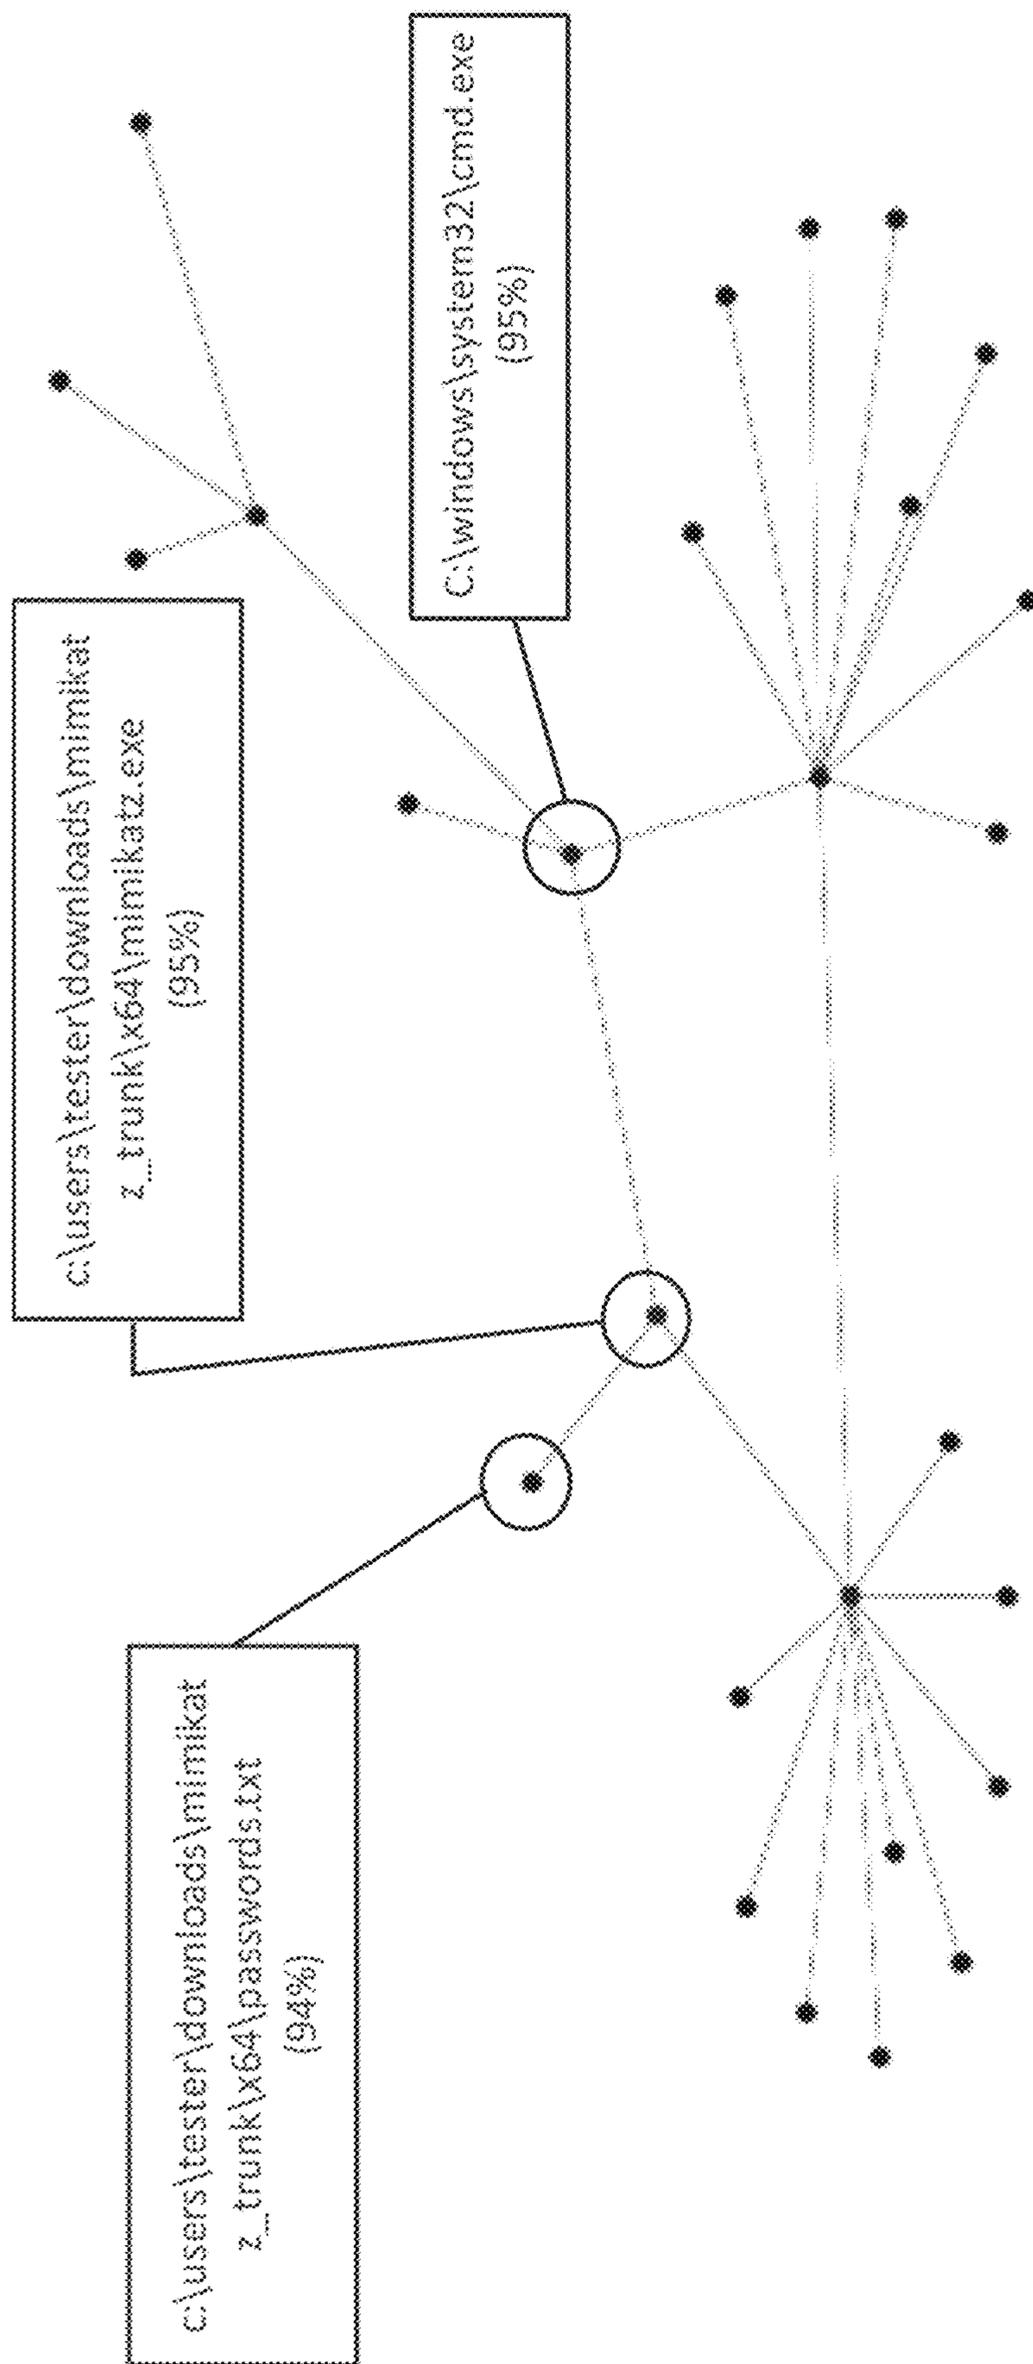 c:\users\tester\downloads\mimikat
z_trunk\x64\passwords.txt
(94%)
c:\users\tester\downloads\mimikat
z_trunk\x64\mimikatz.exe
(95%)
C:\windows\system32\cmd.exe
(95%)